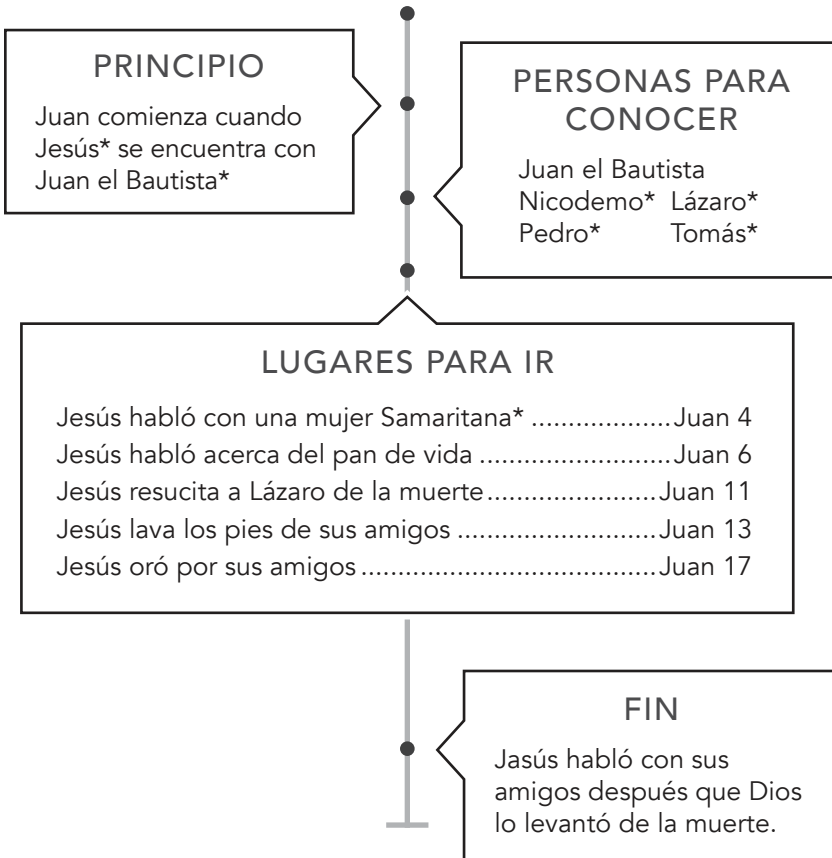 PRINCIPIO
Juan comienza cuando
Jesús* se encuentra con
Juan el Bautista*
PERSONAS PARA
CONOCER
Juan el Bautista
Nicodemo* Lázaro*
Pedro* Tomás*
LUGARES PARA IR
Jesús habló con una mujer Samaritana* ...................Juan 4
Jesús habló acerca del pan de vida ..........................Juan 6
Jesús resucita a Lázaro de la muerte.......................Juan 11
Jesús lava los pies de sus amigos ...........................Juan 13
Jesús oró por sus amigos........................................Juan 17
FIN
Jasús habló con sus
amigos después que Dios
lo levantó de la muerte.